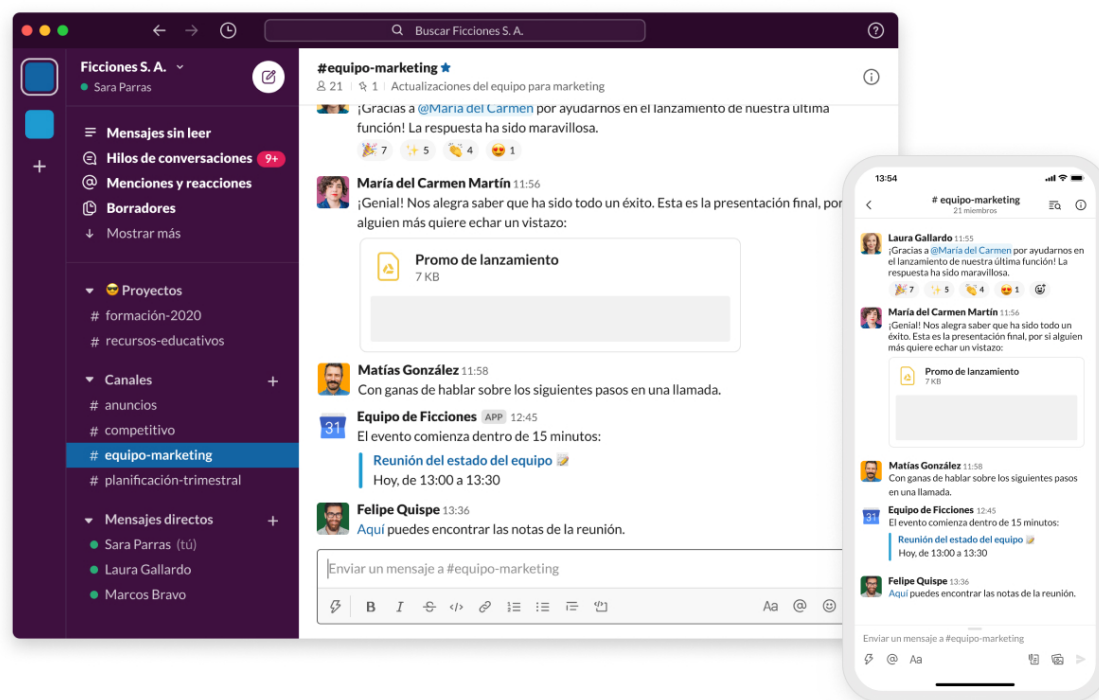 Buscar Ficciones S. A.
Ficciones S. A.
Sara Parras
Mensajes sin leer
Hilos de conversaciones 9+
Menciones y reacciones
Borradores
Mostrar más
Proyectos
# formación-2020
# recursos-educativos
Canales
# anuncios
# competitivo
# equipo-marketing
# planificación-trimestral
Mensajes directos
Sara Parras (tú)
Laura Gallardo
Marcos Bravo
#equipo-marketing
21 1 Actualizaciones del equipo para marketing
¡Gracias a @María del Carmen por ayudarnos en el lanzamiento de nuestra última
función! La respuesta ha sido maravillosa.
7 5 4 1
María del Carmen Martín 11:56
¡Genial! Nos alegra saber que ha sido todo un éxito. Esta es la presentación final, por
alguien más quiere echar un vistazo:
Promo de lanzamiento
7 KB
Matías González 11:58
Con ganas de hablar sobre los siguientes pasos en una llamada.
31
Equipo de Ficciones APP 12:45
El evento comienza dentro de 15 minutos:
Reunión del estado del equipo
Hoy, de 13:00 a 13:30
Felipe Quispe 13:36
Aquí puedes encontrar las notas de la reunión.
Enviar un mensaje a #equipo-marketing
B I S Aa
13:54
# equipo-marketing
21 miembros
Laura Gallardo 11:55
¡Gracias a @María del Carmen por ayudarnos en
el lanzamiento de nuestra última función! La
respuesta ha sido maravillosa.
7 5 4 1
María del Carmen Martín 11:56
¡Genial! Nos alegra saber que ha sido todo un
éxito. Esta es la presentación final, por si alguien
más quiere echar un vistazo:
Promo de lanzamiento
7 KB
Matías González 11:58
Con ganas de hablar sobre los siguientes pasos
en una llamada.
31
Equipo de Ficciones 12:45
El evento comienza dentro de 15 minutos:
Reunión del estado del equipo
Hoy, de 13:00 a 13:30
Felipe Quispe 13:36
Aquí puedes encontrar las notas de la reunión.
Enviar un mensaje a #equipo-marketing
Aa